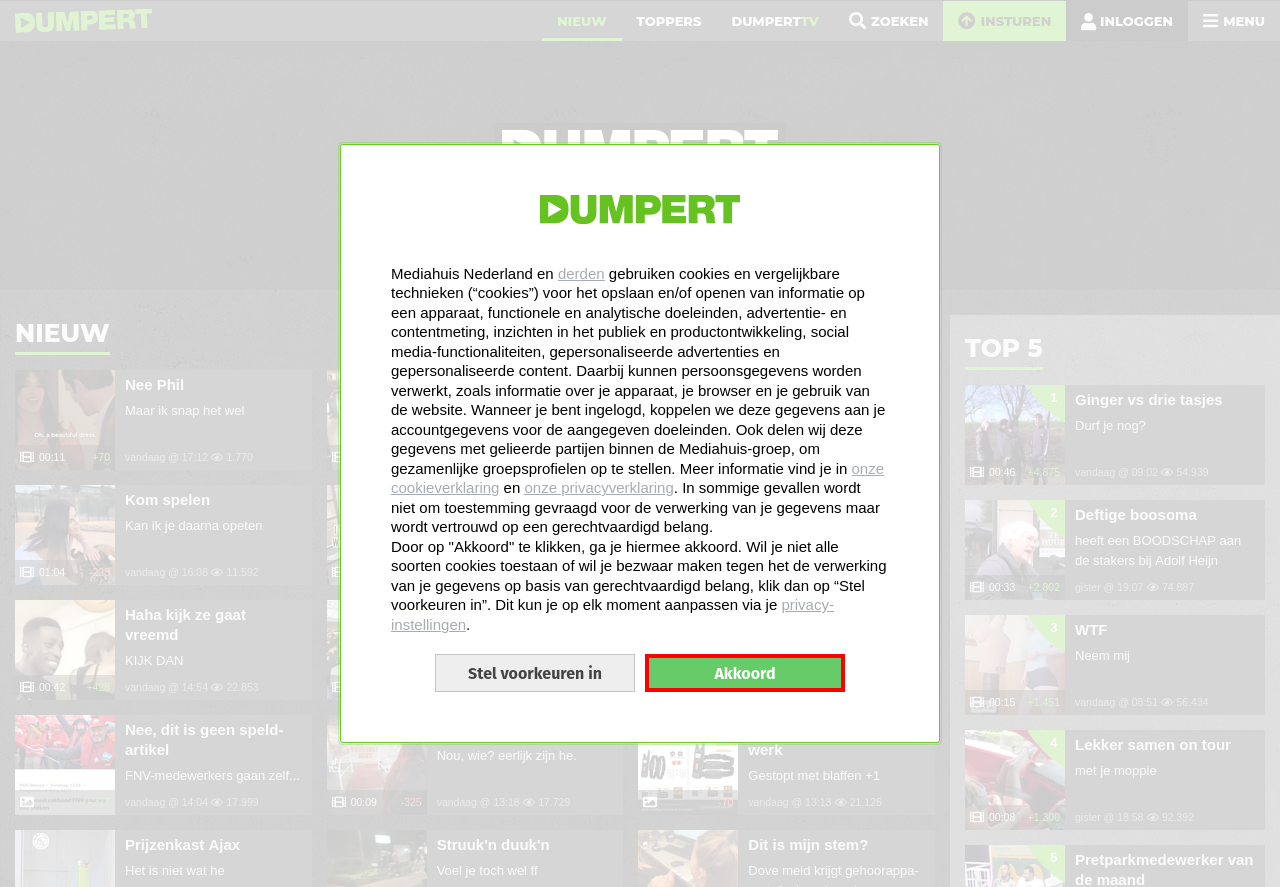 DUMPERT
NIEUW TOPPERS DUMPERTTV ZOEKEN INSTUREN INLOGGEN MENU
DUMPERT
DUMPERT
Mediahuis Nederland en derden gebruiken cookies en vergelijkbare
technieken (“cookies”) voor het opslaan en/of openen van informatie op
een apparaat, functionele en analytische doeleinden, advertentie- en
contentmeting, inzichten in het publiek en productontwikkeling, social
media-functionaliteiten, gepersonaliseerde advertenties en
gepersonaliseerde content. Daarbij kunnen persoonsgegevens worden
verwerkt, zoals informatie over je apparaat, je browser en je gebruik van
de website. Wanneer je bent ingelogd, koppelen we deze gegevens aan je
accountgegevens voor de aangegeven doeleinden. Ook delen wij deze
gegevens met gelieerde partijen binnen de Mediahuis-groep, om
gezamenlijke groepsprofielen op te stellen. Meer informatie vind je in onze
cookieverklaring en onze privacyverklaring. In sommige gevallen wordt
niet om toestemming gevraagd voor de verwerking van je gegevens maar
wordt vertrouwd op een gerechtvaardigd belang.
Door op "Akkoord" te klikken, ga je hiermee akkoord. Wil je niet alle
soorten cookies toestaan of wil je bezwaar maken tegen het de verwerking
van je gegevens op basis van gerechtvaardigd belang, klik dan op “Stel
voorkeuren in”. Dit kun je op elk moment aanpassen via je privacy-
instellingen.
Stel voorkeuren in
Akkoord
NIEUW
Nee Phil
Maar ik snap het wel
00:11 +70 vandaag @ 17:12 1.770
Kom spelen
Kan ik je daarna opeten
01:04 -233 vandaag @ 16:08 11.592
Haha kijk ze gaat
vreemd
KIJK DAN
00:42 vandaag @ 14:54 22.853
Nee, dit is geen speld-
artikel
FNV-medewerkers gaan zelf...
vandaag @ 14:04 17.999
Prijzenkast Ajax
Het is niet wat he
Nou, wie? eerlijk zijn he.
00:09 -325 vandaag @ 13:18 17.729
Struuk'n duuk'n
Voel je toch wel ff
werk
Gestopt met blaffen +1
-70 vandaag @ 13:13 21.125
Dit is mijn stem?
Dove meid krijgt gehoorappa-
TOP 5
1
Ginger vs drie tasjes
Durf je nog?
00:46 +4.875 vandaag @ 09:02 54.939
2
Deftige boosoma
heeft een BOODSCHAP aan
de stakers bij Adolf Heijn
00:33 +2.802 gister @ 19:07 74.887
3
WTF
Neem mij
00:15 +1.451 vandaag @ 08:51 56.434
4
Lekker samen on tour
met je moppie
00:08 +1.300 gister @ 18:58 92.392
5
Pretparkmedewerker van
de maand